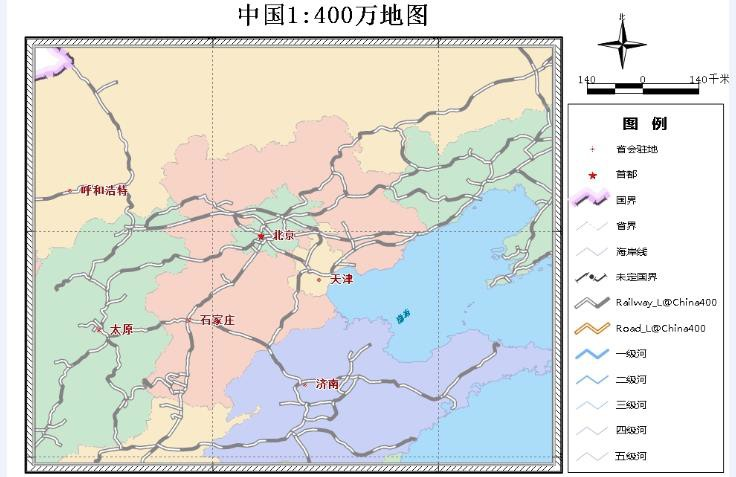 中国1:400万地图
北
140 0 140千米
图 例
省会驻地
首都
国界
省界
海岸线
未定国界
Railway_L@China400
Road_L@China400
一级河
二级河
三级河
四级河
五级河
呼和浩特
北京
天津
渤海
石家庄
太原
济南